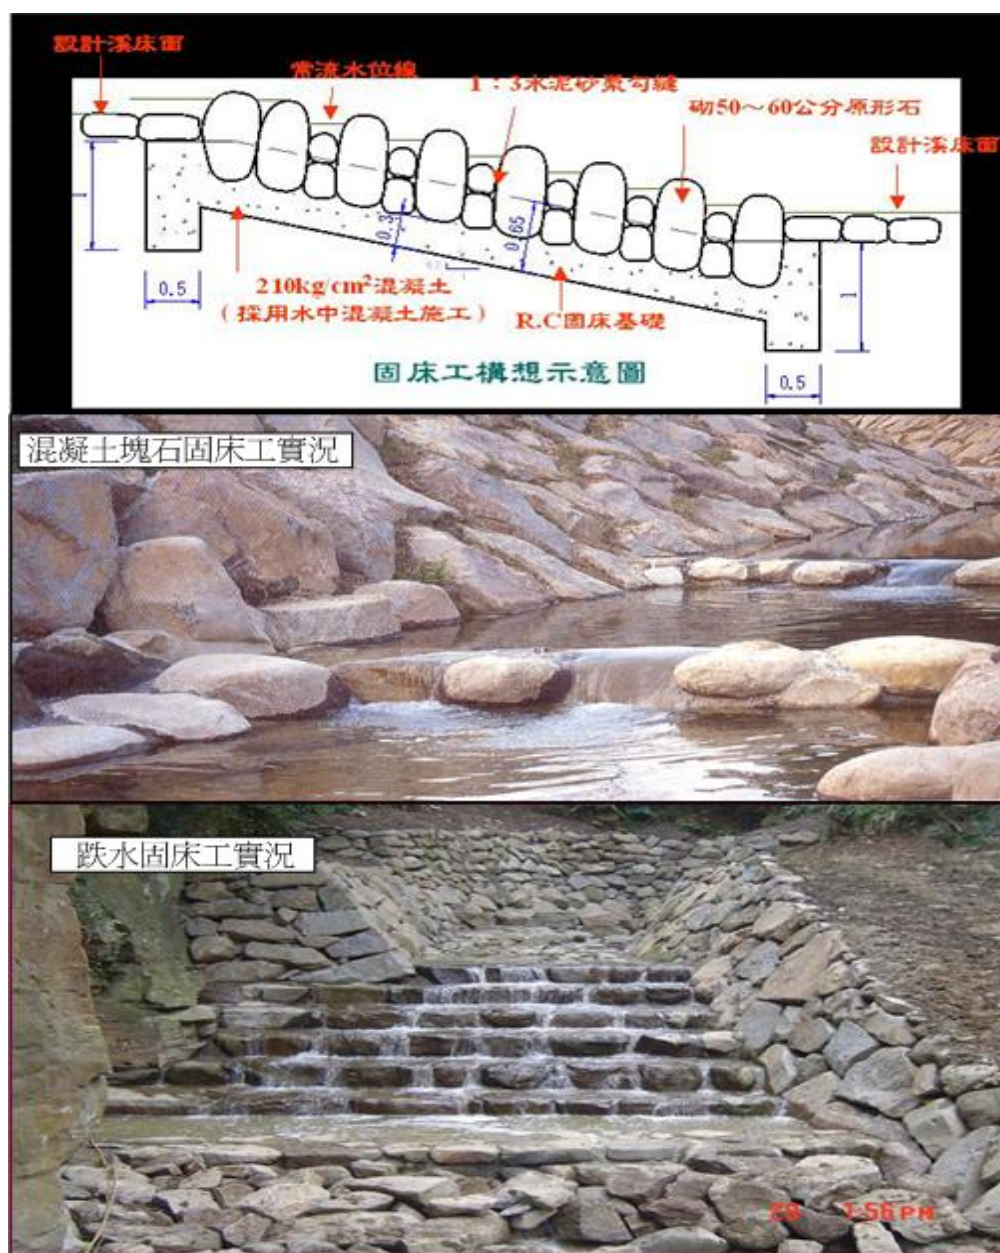 設計溪床面
常流水位線
1：3水泥砂漿勾縫
砌50～60公分原形石
設計溪床面
1
0.3
0.65
1
0.5
210kg/cm²混凝土
（採用水中混凝土施工）
R.C固床基礎
0.5
固床工構想示意圖
混凝土塊石固床工實況
跌水固床工實況
1:56PM